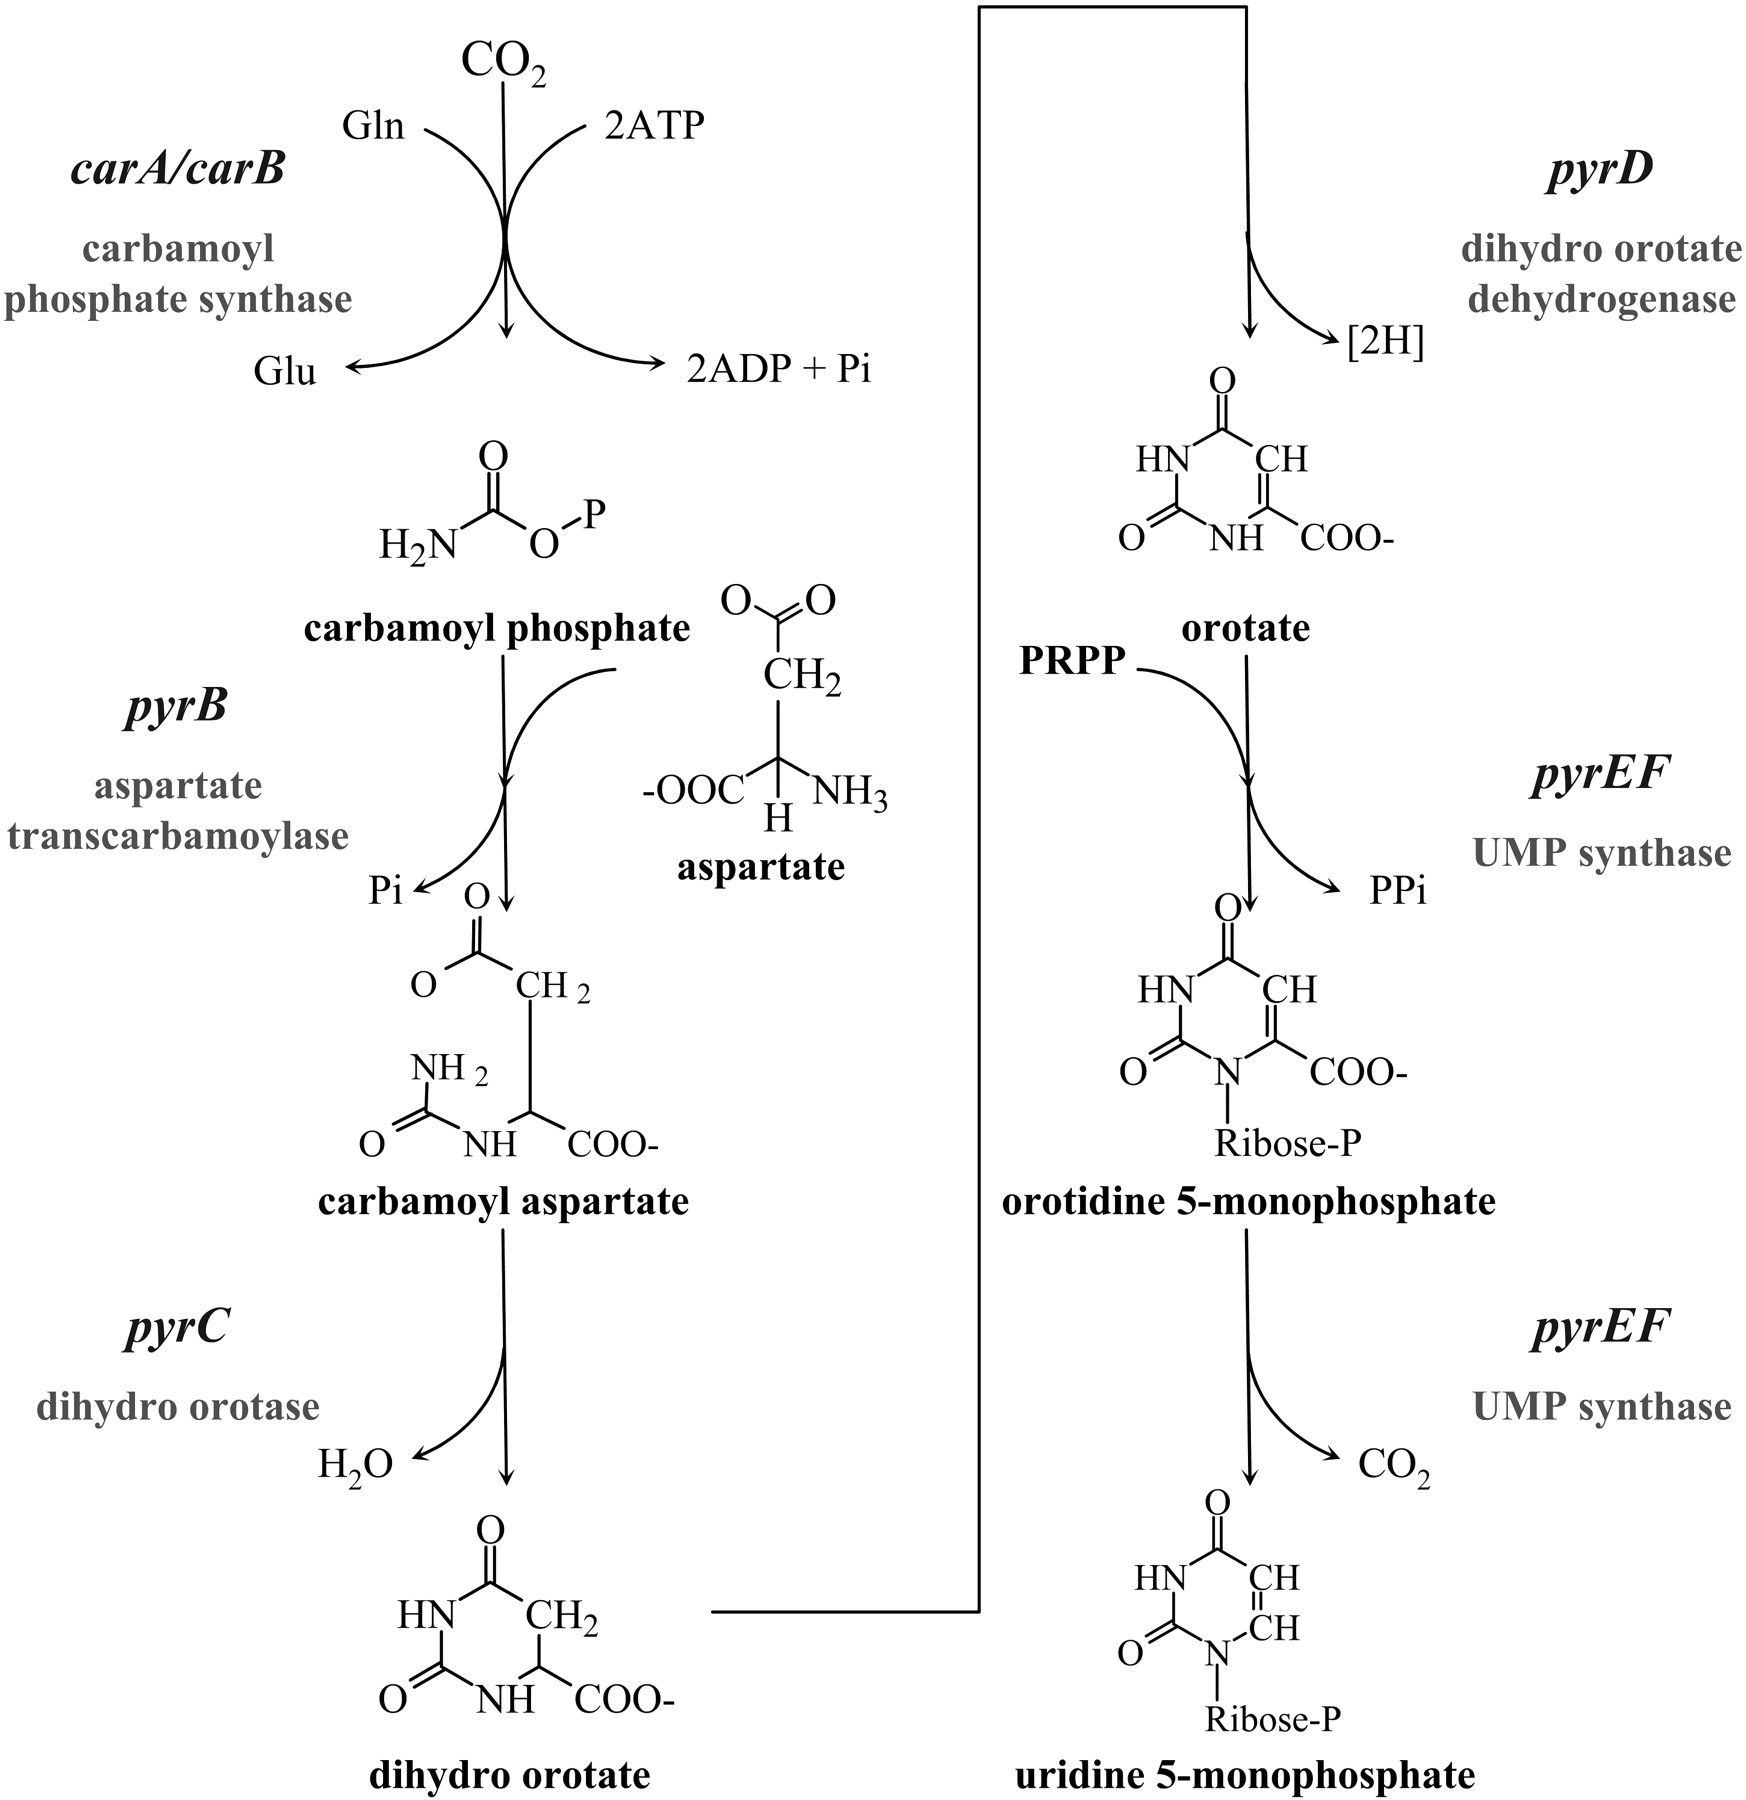 CO2
Gln
2ATP
carA/carB
carbamoyl
phosphate synthase
Glu
2ADP + Pi
O
H2N
O
P
carbamoyl phosphate
O
O
CH2
-OOC
NH3
H
aspartate
pyrB
aspartate
transcarbamoylase
Pi
O
O
CH 2
NH 2
O
NH
COO-
carbamoyl aspartate
pyrC
dihydro orotase
H2O
O
HN
CH2
O
NH
COO-
dihydro orotate
pyrD
dihydro orotate
dehydrogenase
[2H]
O
HN
CH
O
NH
COO-
orotate
PRPP
pyrEF
UMP synthase
PPi
O
HN
CH
O
N
COO-
Ribose-P
orotidine 5-monophosphate
pyrEF
UMP synthase
CO2
O
HN
CH
CH
O
N
Ribose-P
uridine 5-monophosphate